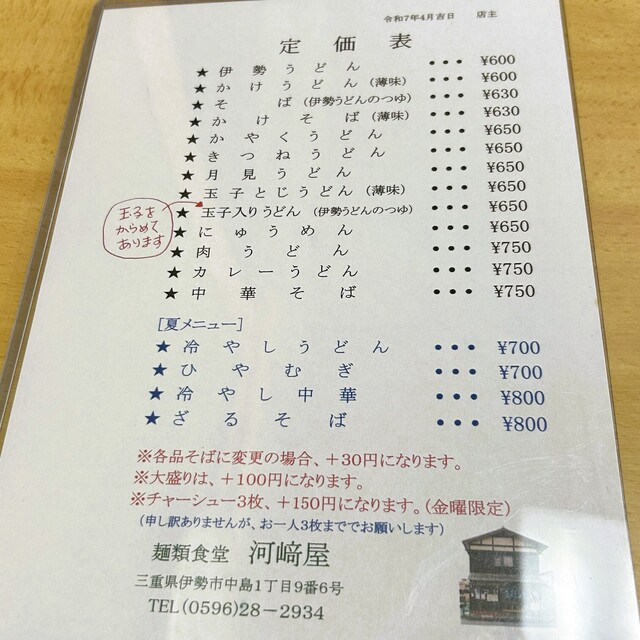 令和7年4月吉日　店主
定価表
★ 伊勢うどん ・・・ ¥600
★ かけうどん（薄味） ・・・ ¥600
★ そば（伊勢うどんのつゆ） ・・・ ¥630
★ かけそば（薄味） ・・・ ¥630
★ かやくうどん ・・・ ¥650
★ きつねうどん ・・・ ¥650
★ 月見うどん ・・・ ¥650
★ 玉子とじうどん（薄味） ・・・ ¥650
★ 玉子入りうどん（伊勢うどんのつゆ） ・・・ ¥650
玉子を
からめて
あります
★ にゅうめん ・・・ ¥650
★ 肉うどん ・・・ ¥750
★ カレーうどん ・・・ ¥750
★ 中華そば ・・・ ¥750
[夏メニュー]
★ 冷やしうどん ・・・ ¥700
★ ひやむぎ ・・・ ¥700
★ 冷やし中華 ・・・ ¥800
★ ざるそば ・・・ ¥800
※各品そばに変更の場合、＋30円になります。
※大盛りは、＋100円になります。
※チャーシュー3枚、＋150円になります。（金曜限定）
（申し訳ありませんが、お一人3枚まででお願いします）
麺類食堂　河﨑屋
三重県伊勢市中島1丁目9番6号
TEL（0596）28－2934